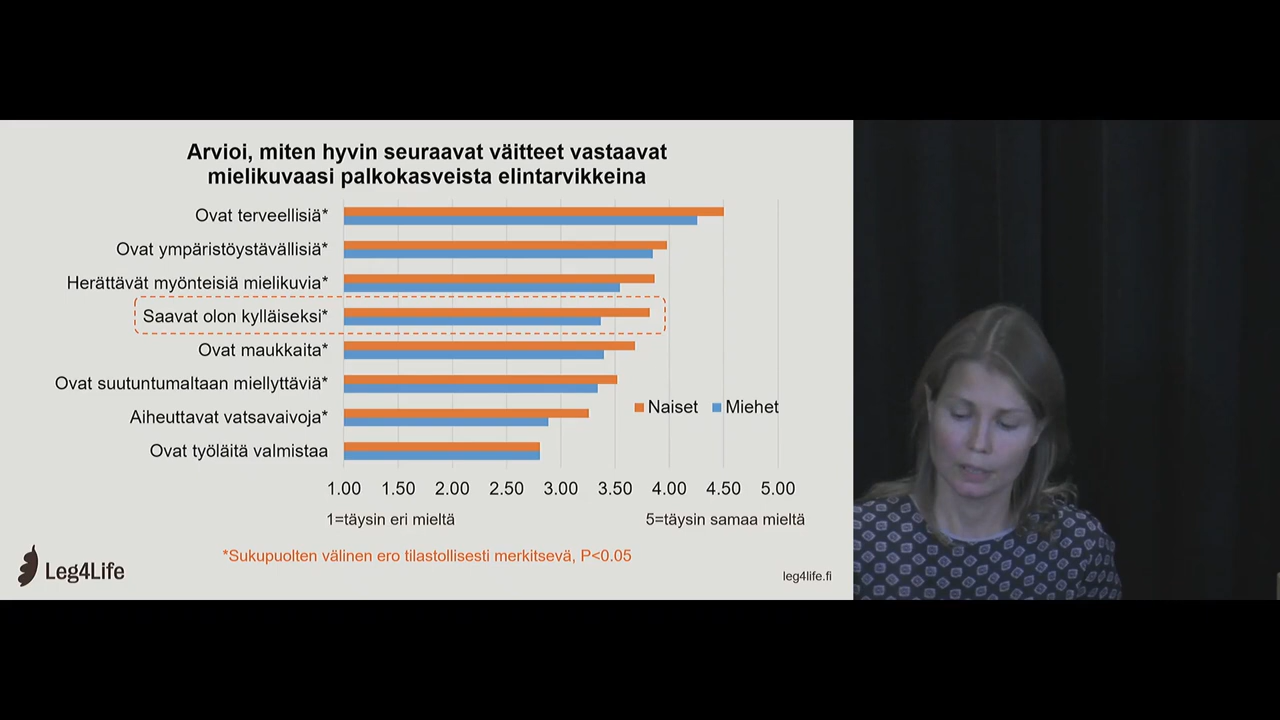 Arvioi, miten hyvin seuraavat väitteet vastaavat
mielikuvaasi palkokasveista elintarvikkeina
Ovat terveellisiä*
Ovat ympäristöystävällisiä*
Herättävät myönteisiä mielikuvia*
Saavat olon kylläiseksi*
Ovat maukkaita*
Ovat suutuntumaltaan miellyttäviä*
Aiheuttavat vatsavaivoja*
Ovat työläitä valmistaa
Naiset Miehet
1.00 1.50 2.00 2.50 3.00 3.50 4.00 4.50 5.00
1=täysin eri mieltä 5=täysin samaa mieltä
*Sukupuolten välinen ero tilastollisesti merkitsevä, P<0.05
Leg4Life
leg4life.fi